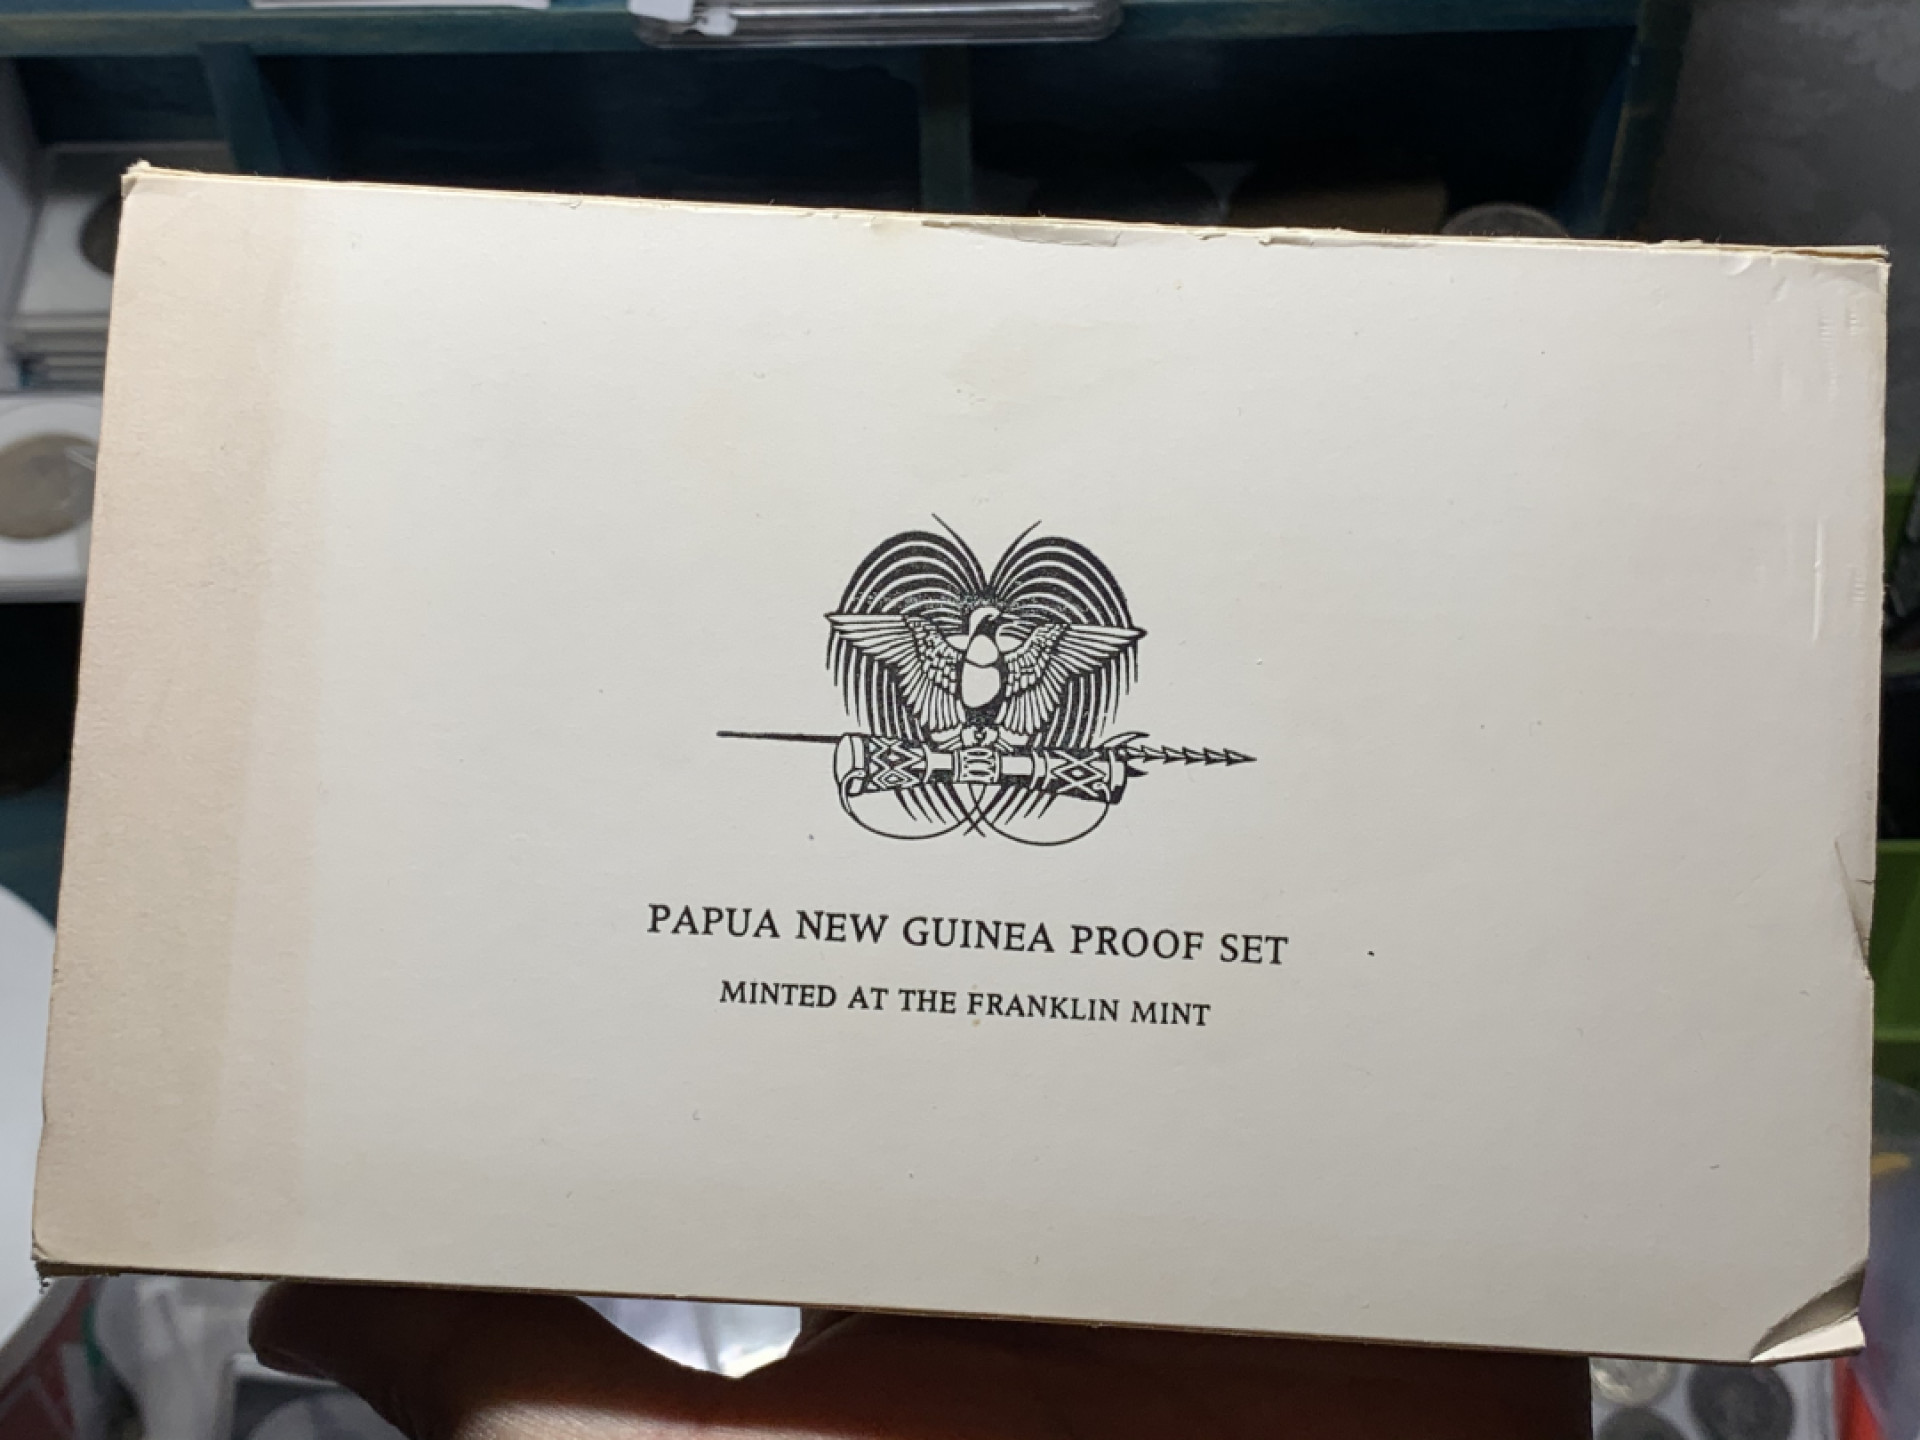 PAPUA NEW GUINEA PROOF SET
MINTED AT THE FRANKLIN MINT